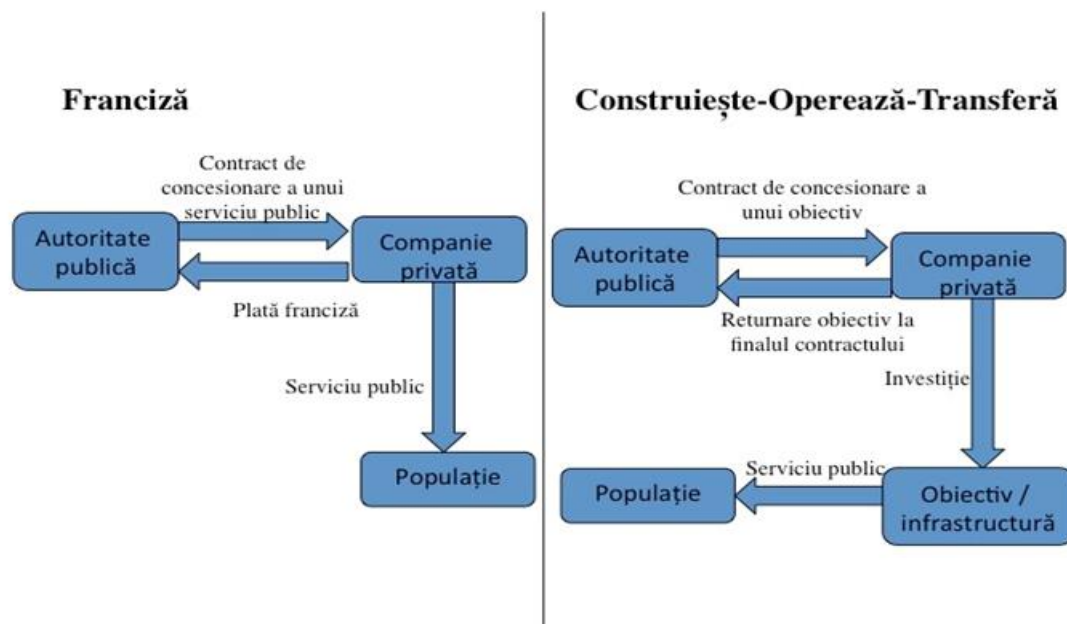 Franciză
Contract de
concesionare a unui
serviciu public
Autoritate
publică
Companie
privată
Plată franciză
Serviciu public
Populație
Construiește-Operează-Transferă
Contract de concesionare a
unui obiectiv
Autoritate
publică
Companie
privată
Returnare obiectiv la
finalul contractului
Investiție
Serviciu public
Populație
Obiectiv /
infrastructură